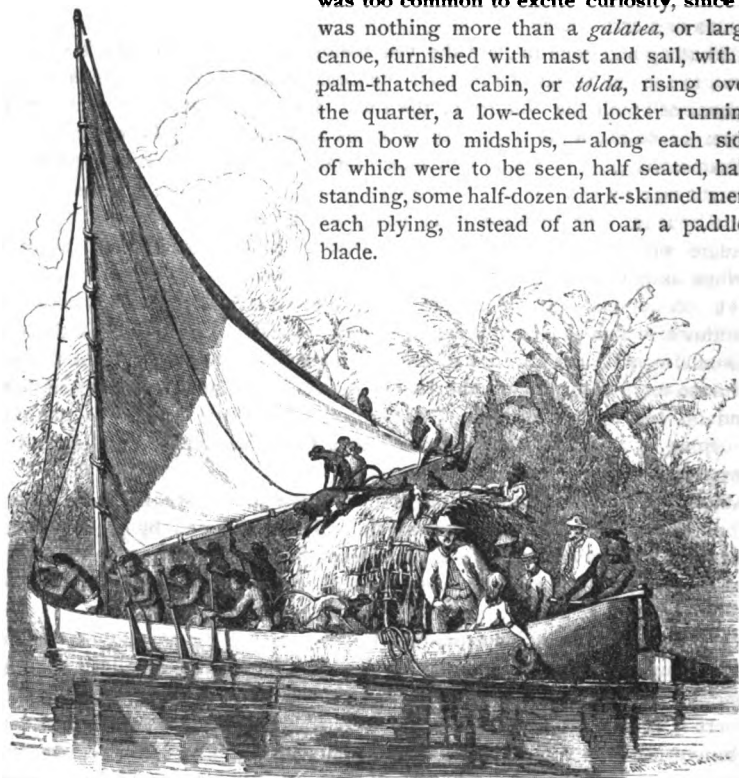 was too common to excite curiosity, since
was nothing more than a galatea, or larg
canoe, furnished with mast and sail, with
palm-thatched cabin, or tolda, rising ove
the quarter, a low-decked locker runnin
from bow to midships, — along each sid
of which were to be seen, half seated, ha
standing, some half-dozen dark-skinned men
each plying, instead of an oar, a paddl
blade.